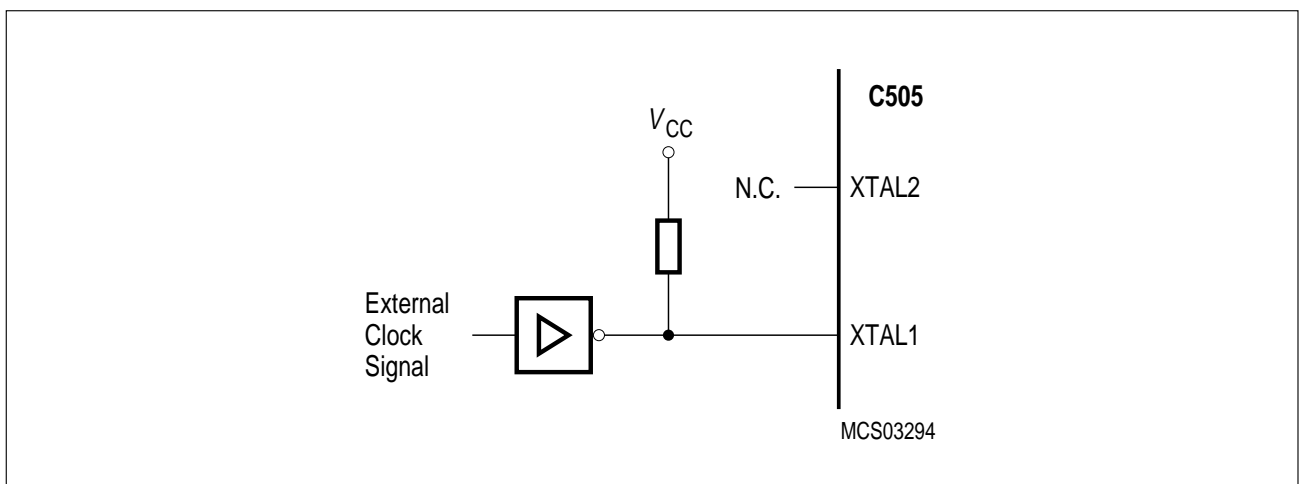 C505
VCC
N.C.
XTAL2
External
Clock
Signal
XTAL1
MCS03294